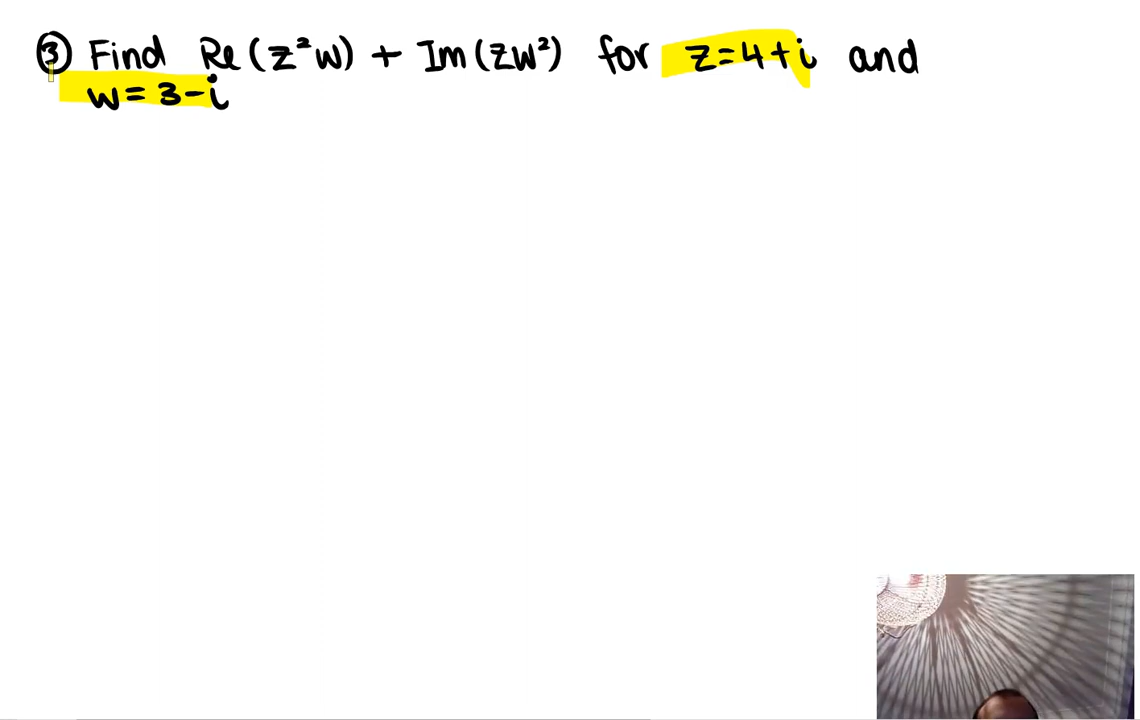 ③ Find Re(z²w) + Im(zw²) for z=4+i and
w=3-i